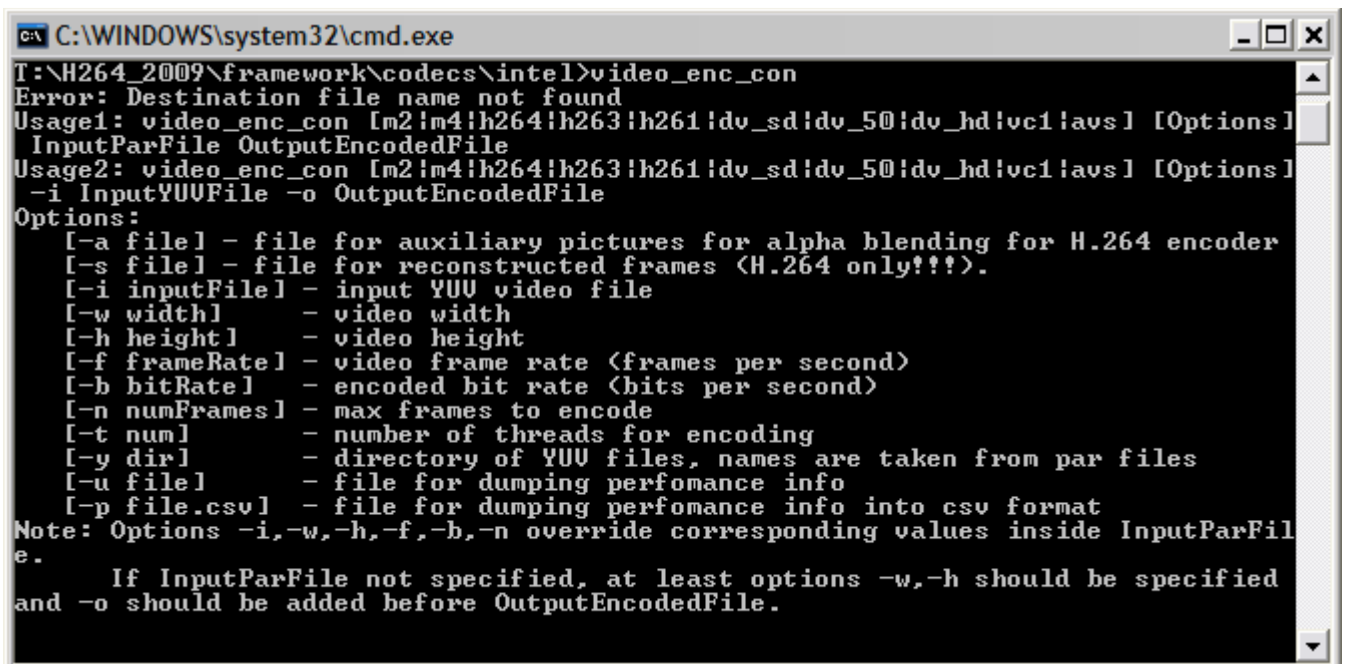 C:\WINDOWS\system32\cmd.exe
T:\H264_2009\framework\codecs\intel>video_enc_con
Error: Destination file name not found
Usage1: video_enc_con [m2|m4|h264|h263|h261|dv_sd|dv_50|dv_hd|vc1|avs] [Options]
 InputParFile OutputEncodedFile
Usage2: video_enc_con [m2|m4|h264|h263|h261|dv_sd|dv_50|dv_hd|vc1|avs] [Options]
 -i InputYUVFile -o OutputEncodedFile
Options:
   [-a file] - file for auxiliary pictures for alpha blending for H.264 encoder
   [-s file] - file for reconstructed frames (H.264 only!!!).
   [-i inputFile] - input YUV video file
   [-w width]     - video width
   [-h height]    - video height
   [-f frameRate] - video frame rate (frames per second)
   [-b bitRate]   - encoded bit rate (bits per second)
   [-n numFrames] - max frames to encode
   [-t num]       - number of threads for encoding
   [-y dir]       - directory of YUV files, names are taken from par files
   [-u file]      - file for dumping perfomance info
   [-p file.csv]  - file for dumping perfomance info into csv format
Note: Options -i,-w,-h,-f,-b,-n override corresponding values inside InputParFil
e.
      If InputParFile not specified, at least options -w,-h should be specified
and -o should be added before OutputEncodedFile.